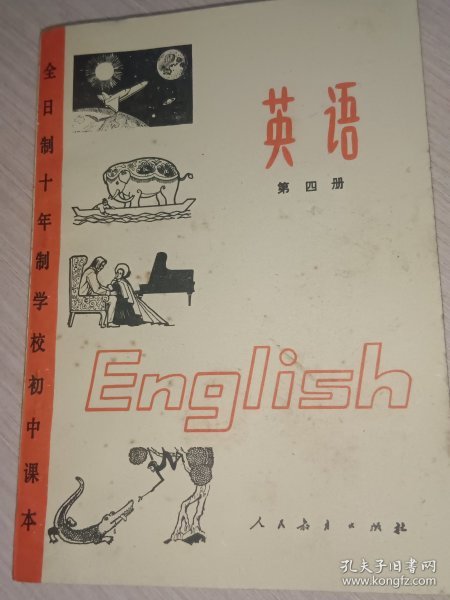 全日制十年制学校初中课本
英语
第四册
English
人民教育出版社
孔夫子旧书网
www.kongfz.com